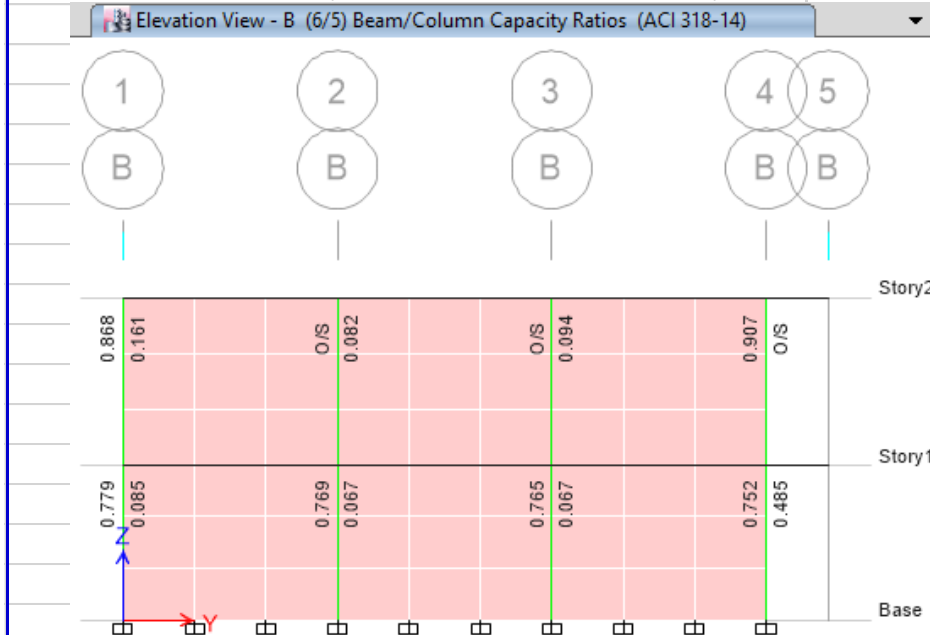 Elevation View - B (6/5) Beam/Column Capacity Ratios (ACI 318-14)
1 2 3 4 5
B B B B B
Story2
0.868 0.161 O/S 0.082 O/S 0.094 0.907 O/S
Story1
0.779 0.085 0.769 0.067 0.765 0.067 0.752 0.485
Z
Y
Base